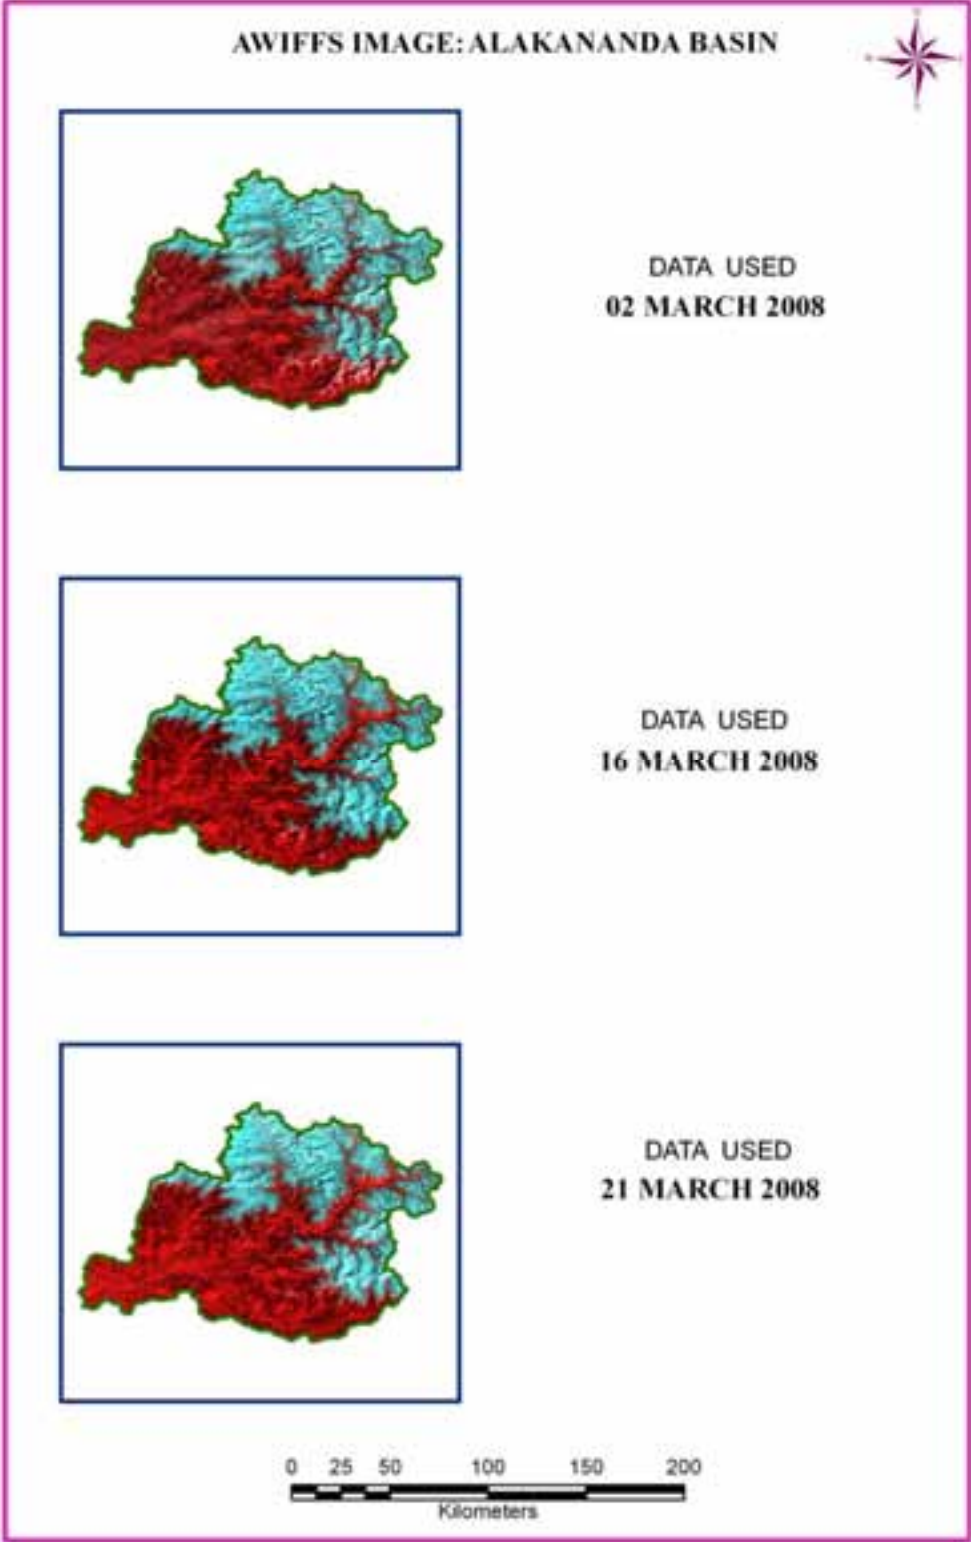 AWIFFS IMAGE: ALAKANANDA BASIN
DATA USED
02 MARCH 2008
DATA USED
16 MARCH 2008
DATA USED
21 MARCH 2008
0 25 50 100 150 200
Kilometers